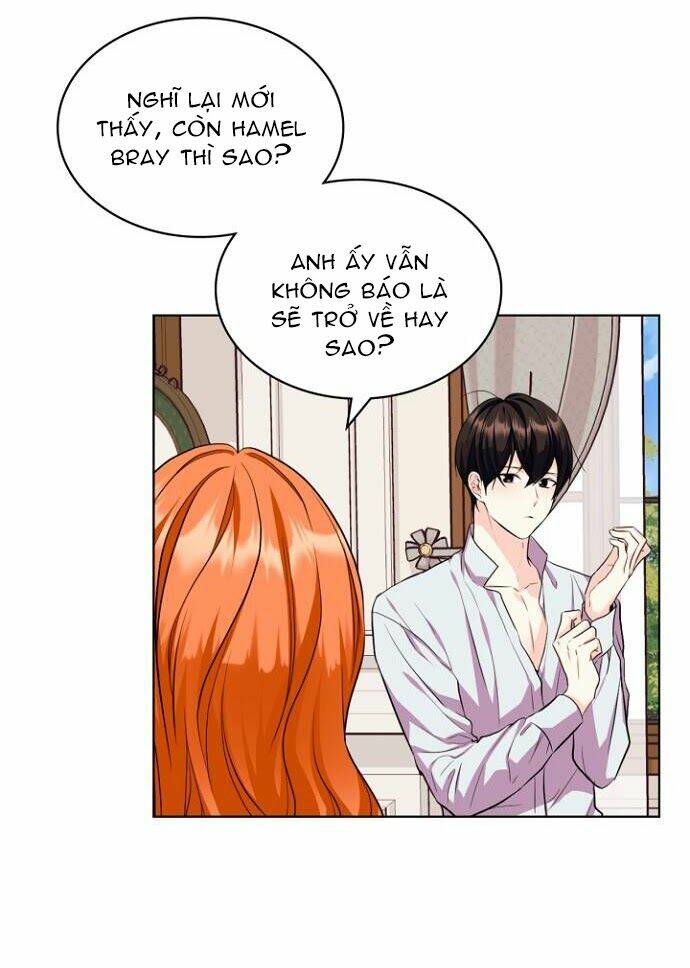 NGHĨ LẠI MỚI
THẤY, CÒN HAMEL
BRAY THÌ SAO?
ANH ẤY VẪN
KHÔNG BÁO LÀ
SẼ TRỞ VỀ HAY
SAO?